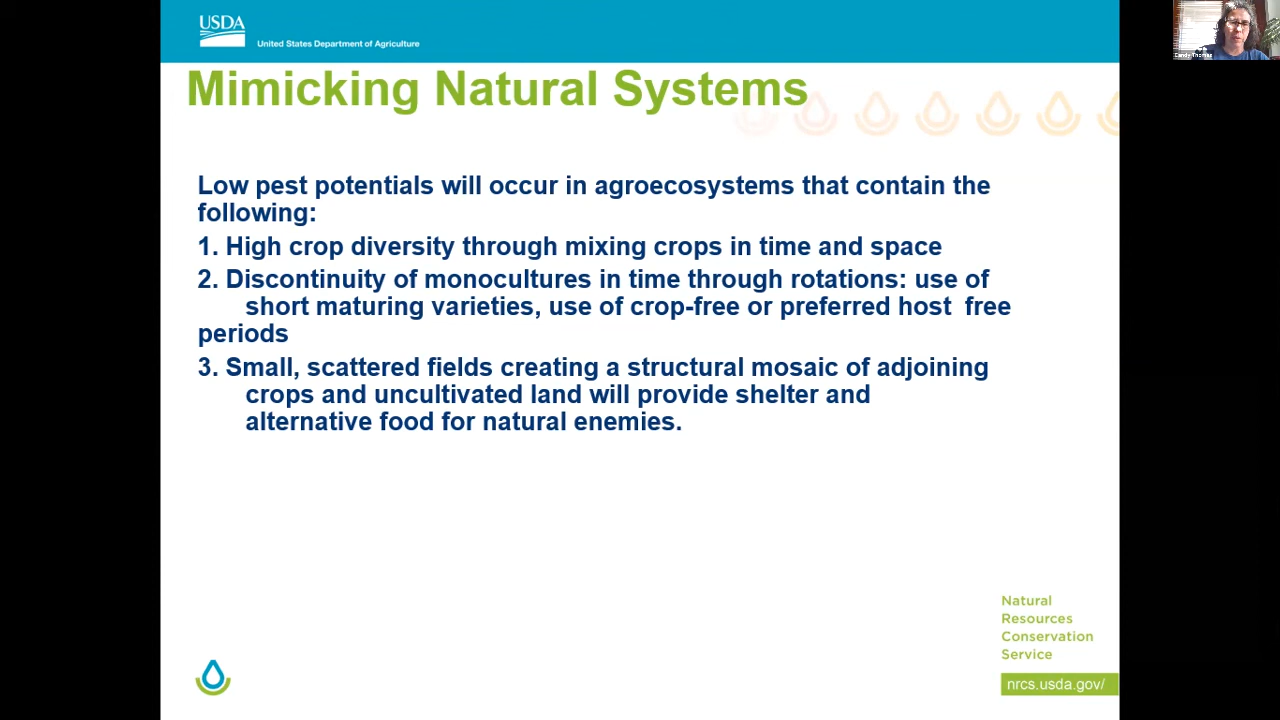 USDA
United States Department of Agriculture
Candy Thomas
Mimicking Natural Systems
Low pest potentials will occur in agroecosystems that contain the
following:
1. High crop diversity through mixing crops in time and space
2. Discontinuity of monocultures in time through rotations: use of
short maturing varieties, use of crop-free or preferred host  free
periods
3. Small, scattered fields creating a structural mosaic of adjoining
crops and uncultivated land will provide shelter and
alternative food for natural enemies.
Natural
Resources
Conservation
Service
nrcs.usda.gov/